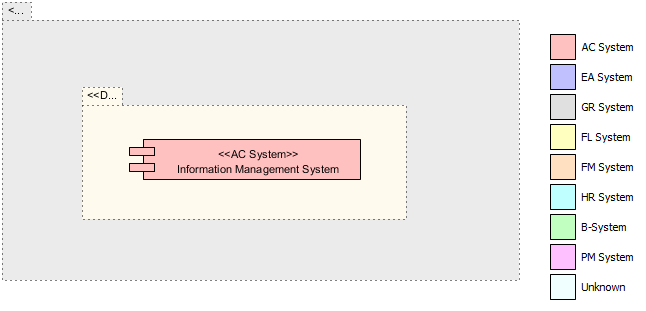 <...
<<D...
<<AC System>>
Information Management System
AC System
EA System
GR System
FL System
FM System
HR System
B-System
PM System
Unknown